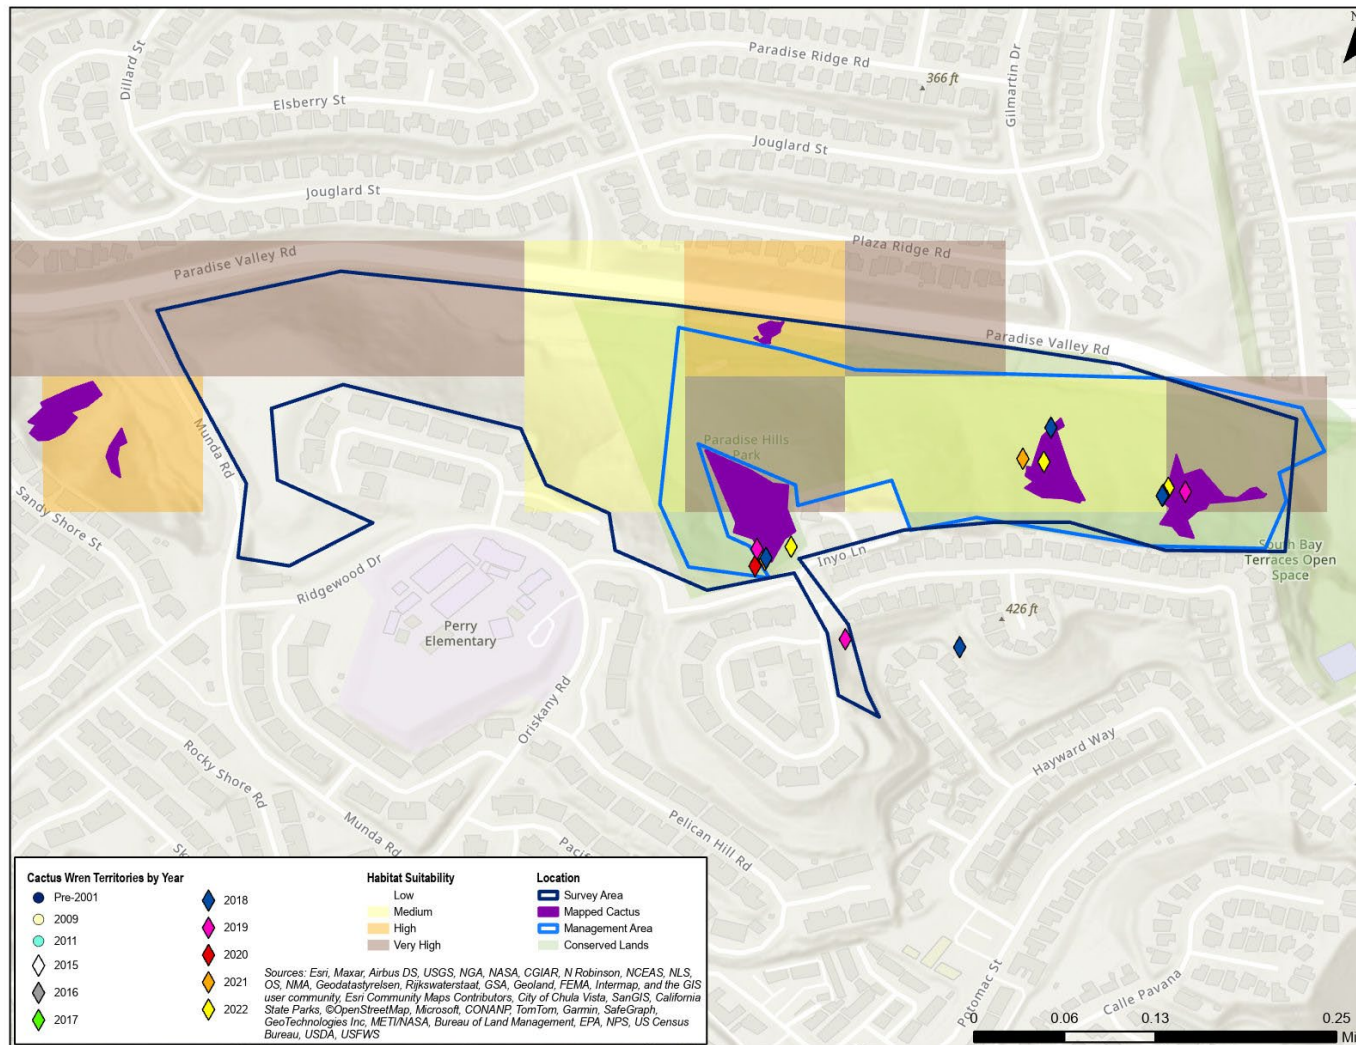 N
Dillard St
Paradise Ridge Rd
Gilmartin Dr
366 ft
Elsberry St
Jouglard St
Jouglard St
Plaza Ridge Rd
Paradise Valley Rd
Paradise Valley Rd
Munda Rd
Paradise Hills
Park
Sandy Shore St
Inyo Ln
South Bay
Terraces Open
Space
Ridgewood Dr
426 ft
Perry
Elementary
Oriskany Rd
Hayward Way
Rocky Shore Rd
Pelican Hill Rd
Munda Rd
Sk
Pacif
Potomac St
Calle Pavana
Cactus Wren Territories by Year
Pre-2001
2009
2011
2015
2016
2017
2018
2019
2020
2021
2022
Habitat Suitability
Low
Medium
High
Very High
Location
Survey Area
Mapped Cactus
Management Area
Conserved Lands
Sources: Esri, Maxar, Airbus DS, USGS, NGA, NASA, CGIAR, N Robinson, NCEAS, NLS,
OS, NMA, Geodatastyrelsen, Rijkswaterstaat, GSA, Geoland, FEMA, Intermap, and the GIS
user community, Esri Community Maps Contributors, City of Chula Vista, SanGIS, California
State Parks, ©OpenStreetMap, Microsoft, CONANP, TomTom, Garmin, SafeGraph,
GeoTechnologies Inc, METI/NASA, Bureau of Land Management, EPA, NPS, US Census
Bureau, USDA, USFWS
0 0.06 0.13 0.25
Mi